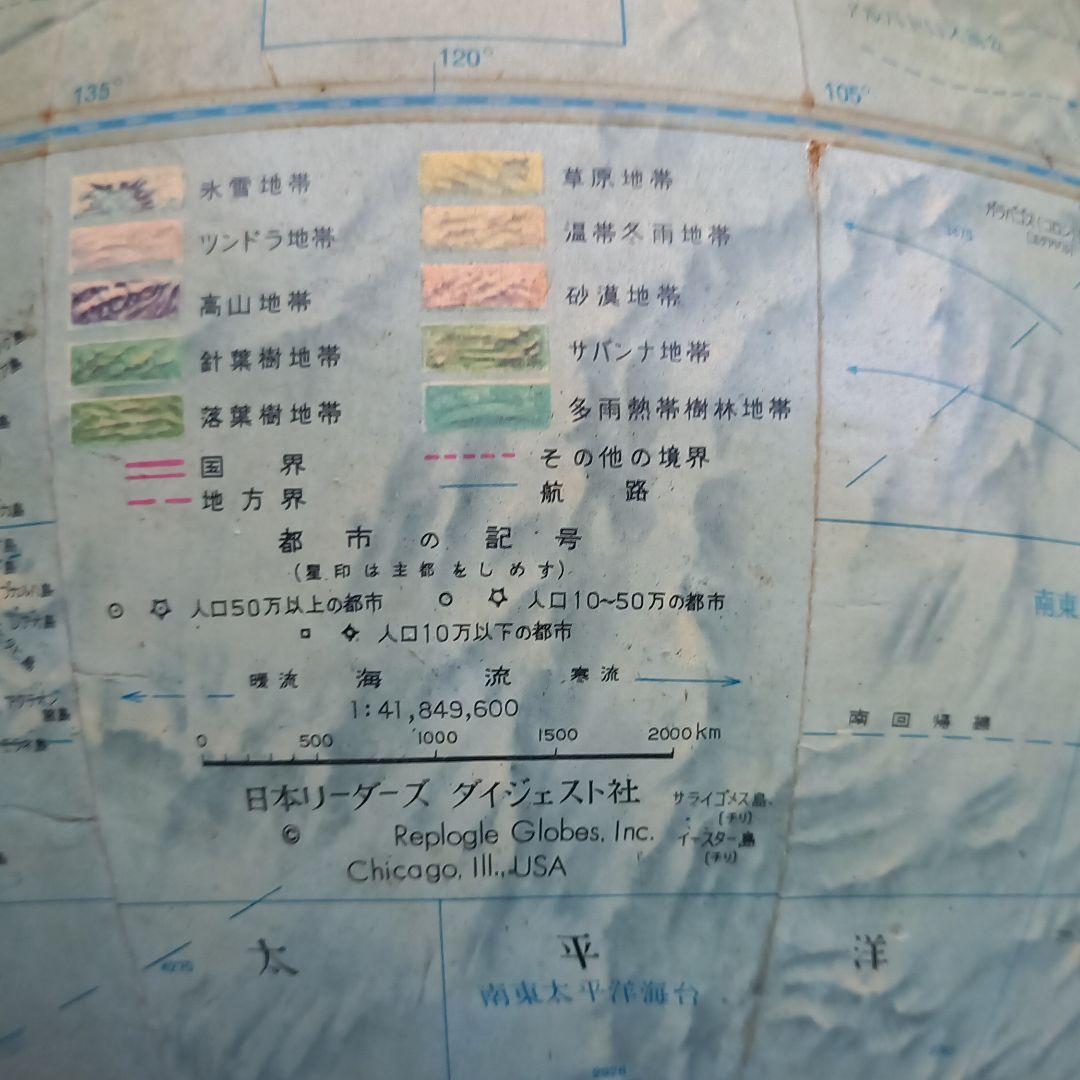 120°
135°
105°
氷雪地帯
草原地帯
ツンドラ地帯
温帯冬雨地帯
高山地帯
砂漠地帯
針葉樹地帯
サバンナ地帯
落葉樹地帯
多雨熱帯樹林地帯
国 界
その他の境界
地方界
航 路
都市の記号
(星印は主都をしめす)
人口50万以上の都市
人口10~50万の都市
人口10万以下の都市
暖流 海 流 寒流
1:41,849,600
0 500 1000 1500 2000km
日本リーダーズ ダイジェスト社
© Replogle Globes, Inc.
Chicago, Ill., USA
サライゴメス島
(チリ)
イースター島
(チリ)
ガラパゴス(コロン)
南東
南回帰線
太 平 洋
南東太平洋海台